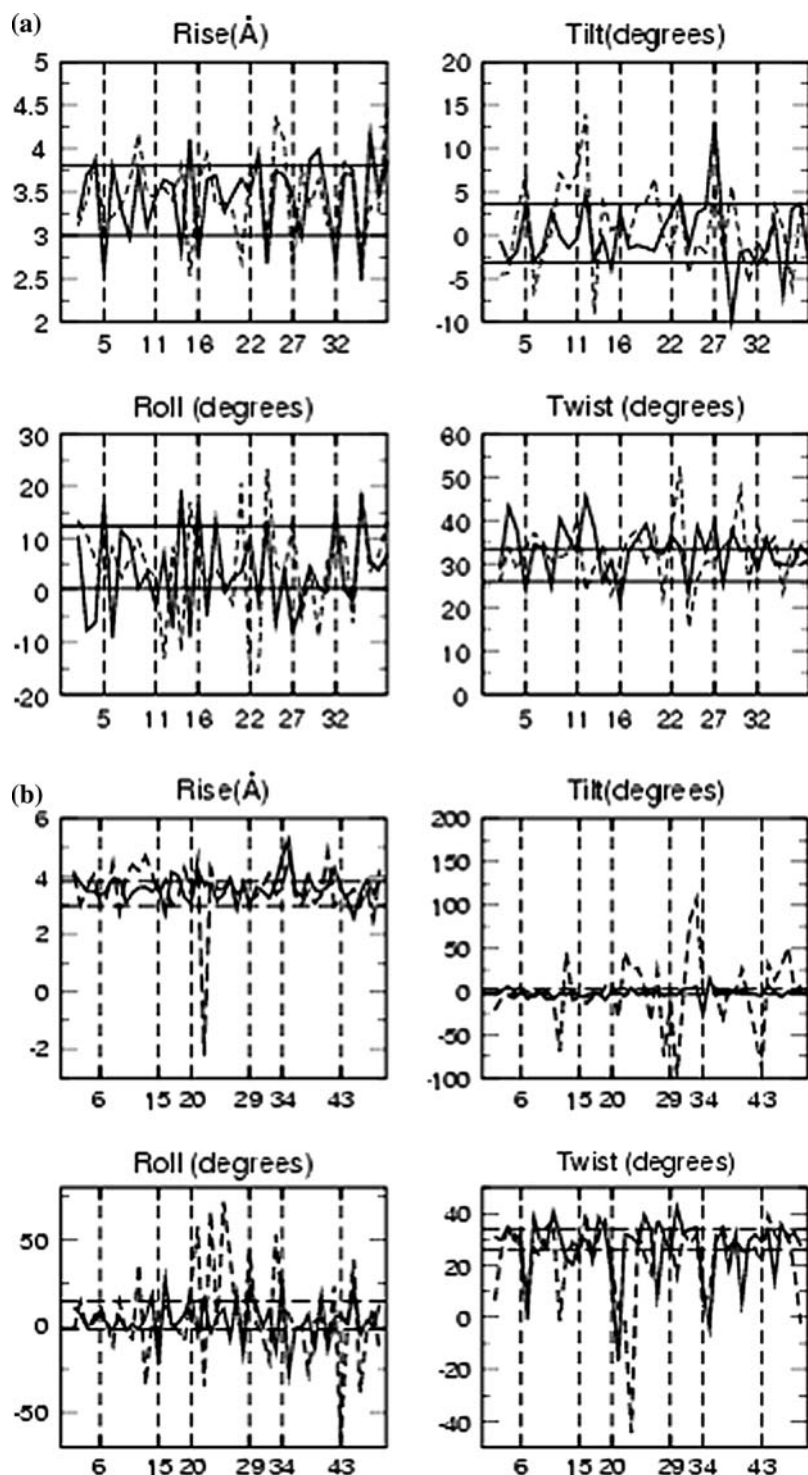 (a)
Rise(Å)
5
4.5
4
3.5
3
2.5
2
5 11 16 22 27 32
Tilt(degrees)
20
15
10
5
0
-5
-10
5 11 16 22 27 32
Roll (degrees)
30
20
10
0
-10
-20
5 11 16 22 27 32
Twist (degrees)
60
50
40
30
20
10
0
5 11 16 22 27 32
(b)
Rise(Å)
6
4
2
0
-2
6 15 20 29 34 43
Tilt(degrees)
200
150
100
50
0
-50
-100
6 15 20 29 34 43
Roll (degrees)
50
0
-50
6 15 20 29 34 43
Twist (degrees)
40
20
0
-20
-40
6 15 20 29 34 43